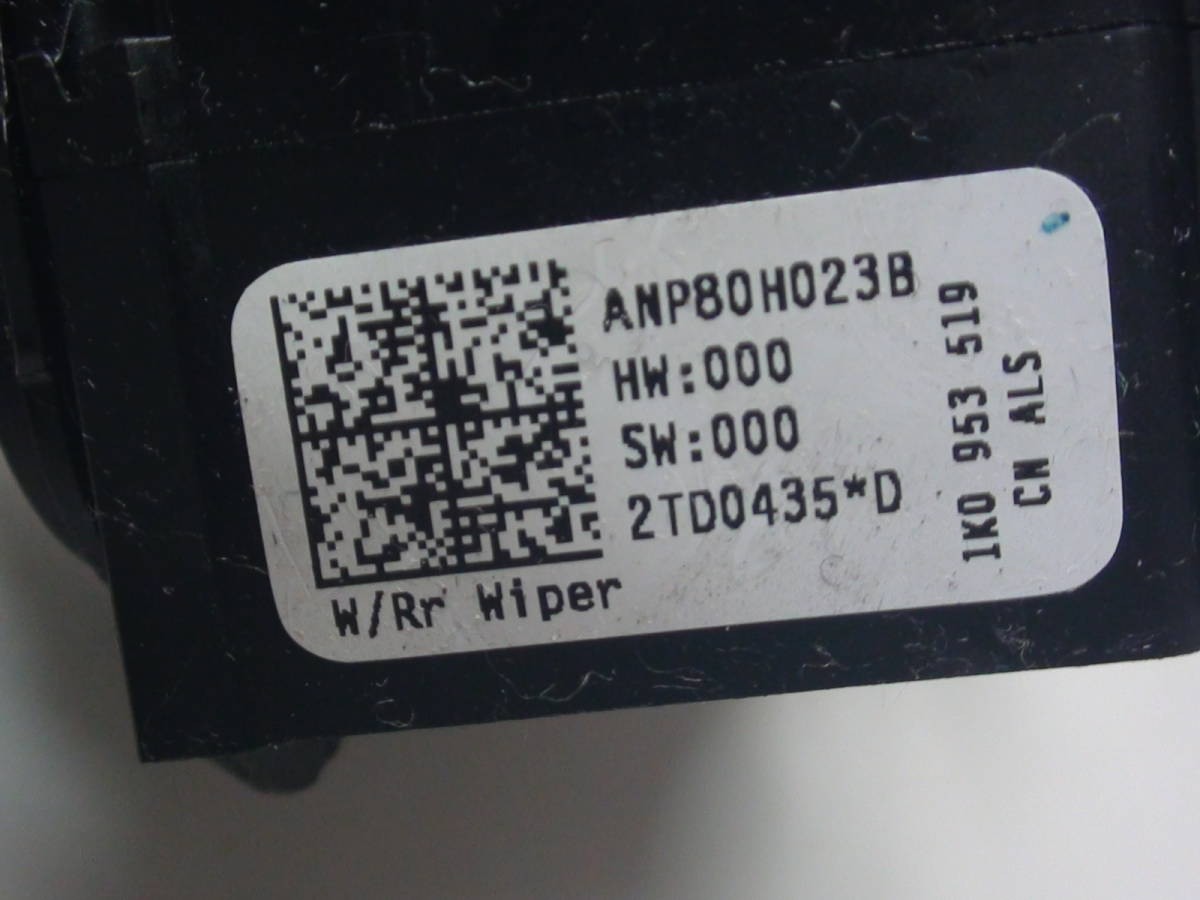 ANP80H023B
HW:000
SW:000
2TD0435*D
W/Rr Wiper
1K0 953 519
CN ALS